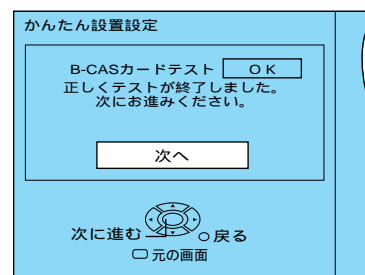 かんたん設置設定
B-CASカードテスト OK
正しくテストが終了しました。
次にお進みください。
次へ
次に進む 戻る
元の画面